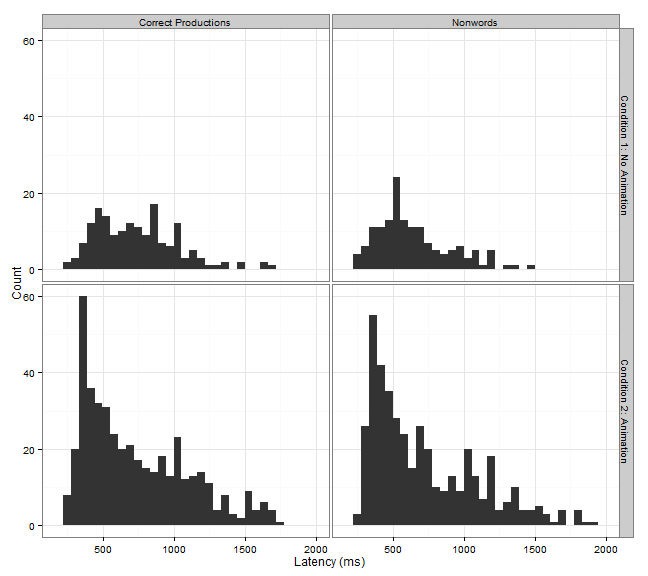 Correct Productions
Nonwords
60
40
20
0
Condition 1: No Animation
Count
60
40
20
0
Condition 2: Animation
500
1000
1500
2000
500
1000
1500
2000
Latency (ms)